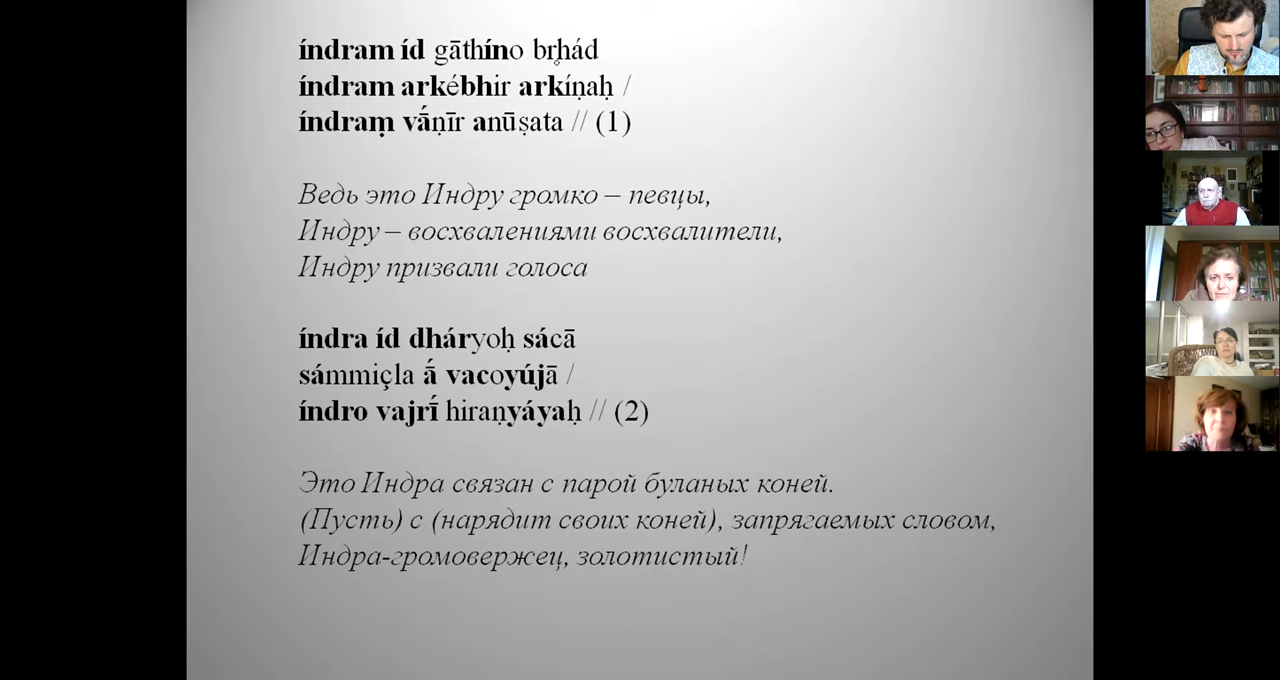 índram íd gāthíno br̥hád
índram arkébhir arkíṇaḥ /
índraṃ vā́ṇīr anūṣata // (1)
Ведь это Индру громко – певцы,
Индру – восхвалениями восхвалители,
Индру призвали голоса
índra íd dháryoḥ sácā
sámmiçla ā́ vacoyújā /
índro vajrī́ hiraṇyáyaḥ // (2)
Это Индра связан с парой буланых коней.
(Пусть) с (нарядит своих коней), запрягаемых словом,
Индра-громовержец, золотистый!